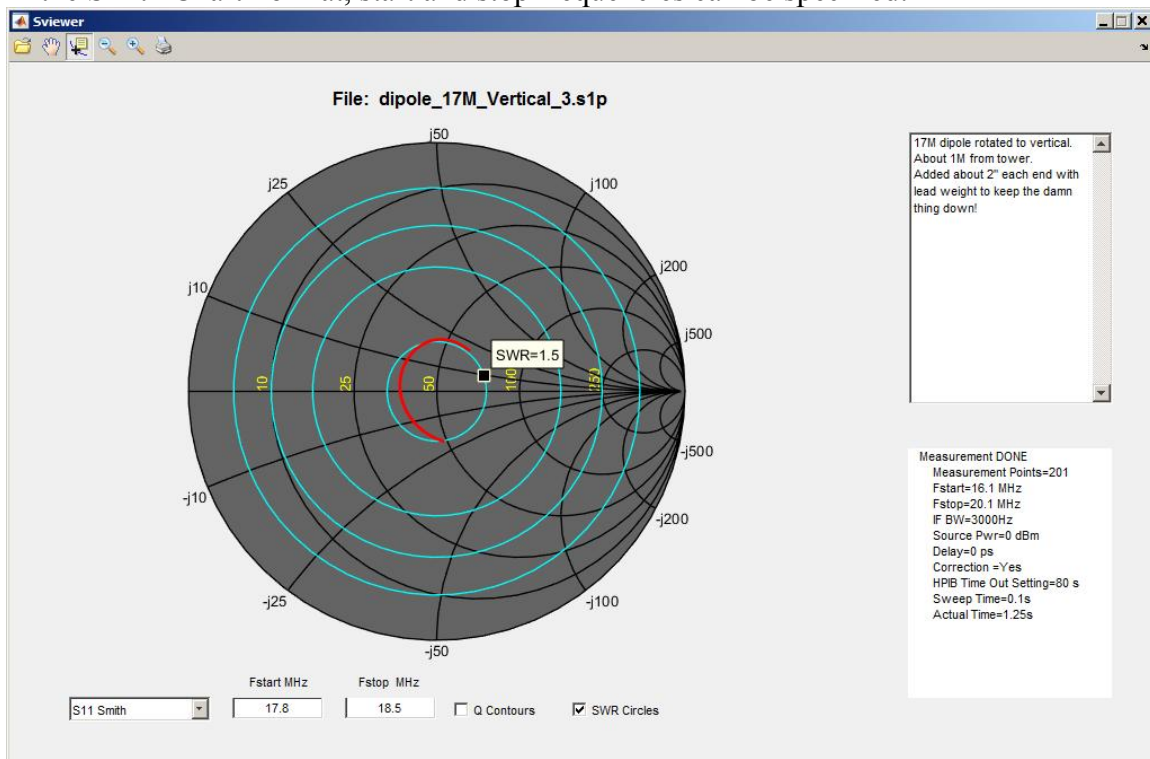 Sviewer
File: dipole_17M_Vertical_3.s1p
j50
j25
j100
j10
j200
j500
SWR=1.5
10
25
50
100
250
-j500
-j10
-j200
-j25
-j100
-j50
17M dipole rotated to vertical.
About 1M from tower.
Added about 2" each end with
lead weight to keep the damn
thing down!
Measurement DONE
Measurement Points=201
Fstart=16.1 MHz
Fstop=20.1 MHz
IF BW=3000Hz
Source Pwr=0 dBm
Delay=0 ps
Correction =Yes
HPIB Time Out Setting=80 s
Sweep Time=0.1s
Actual Time=1.25s
Fstart MHz
Fstop MHz
S11 Smith
17.8
18.5
Q Contours
SWR Circles